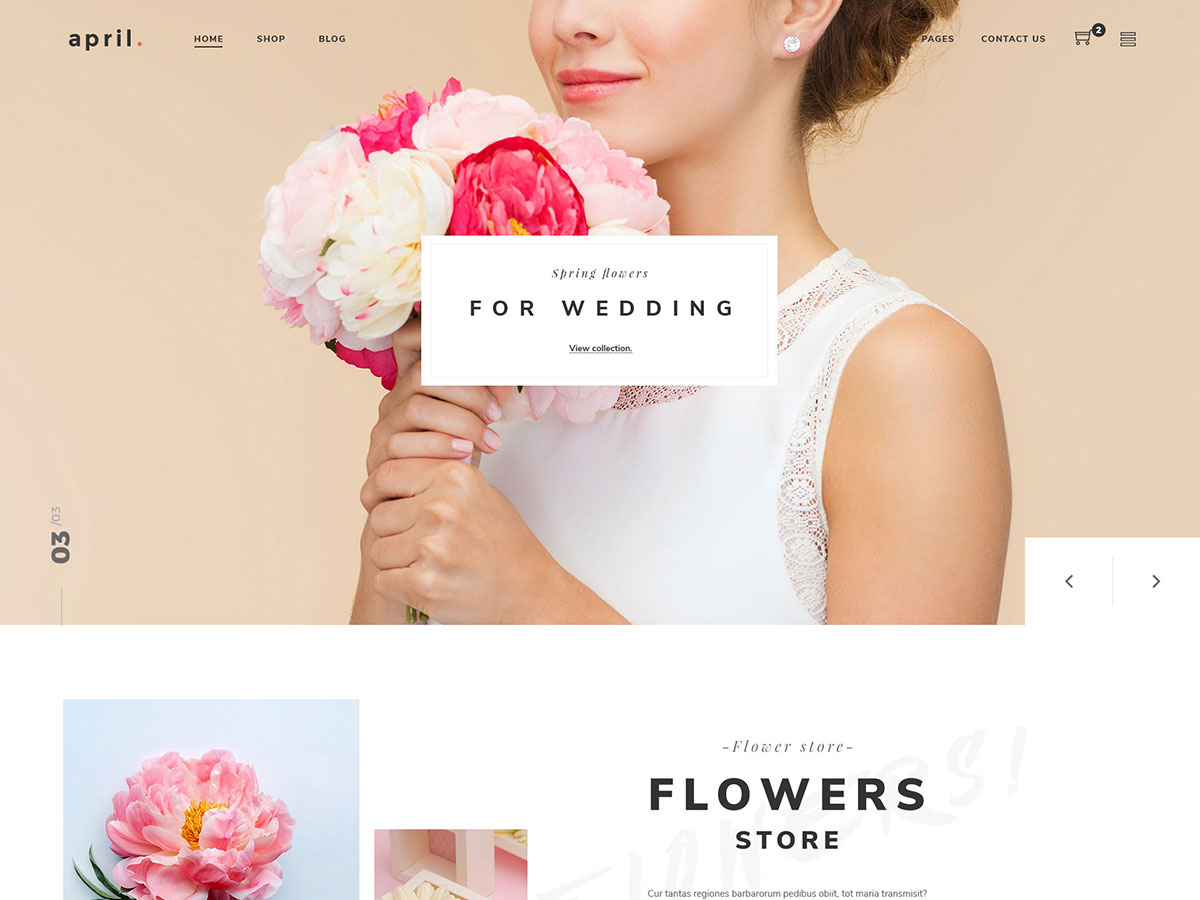 april.
HOME SHOP BLOG
PAGES CONTACT US 2
Spring flowers
FOR WEDDING
View collection.
03 /03
-Flower store-
FLOWERS
STORE
FLOWERS!
Cur tantas regiones barbarorum pedibus obiit, tot maria transmisit?